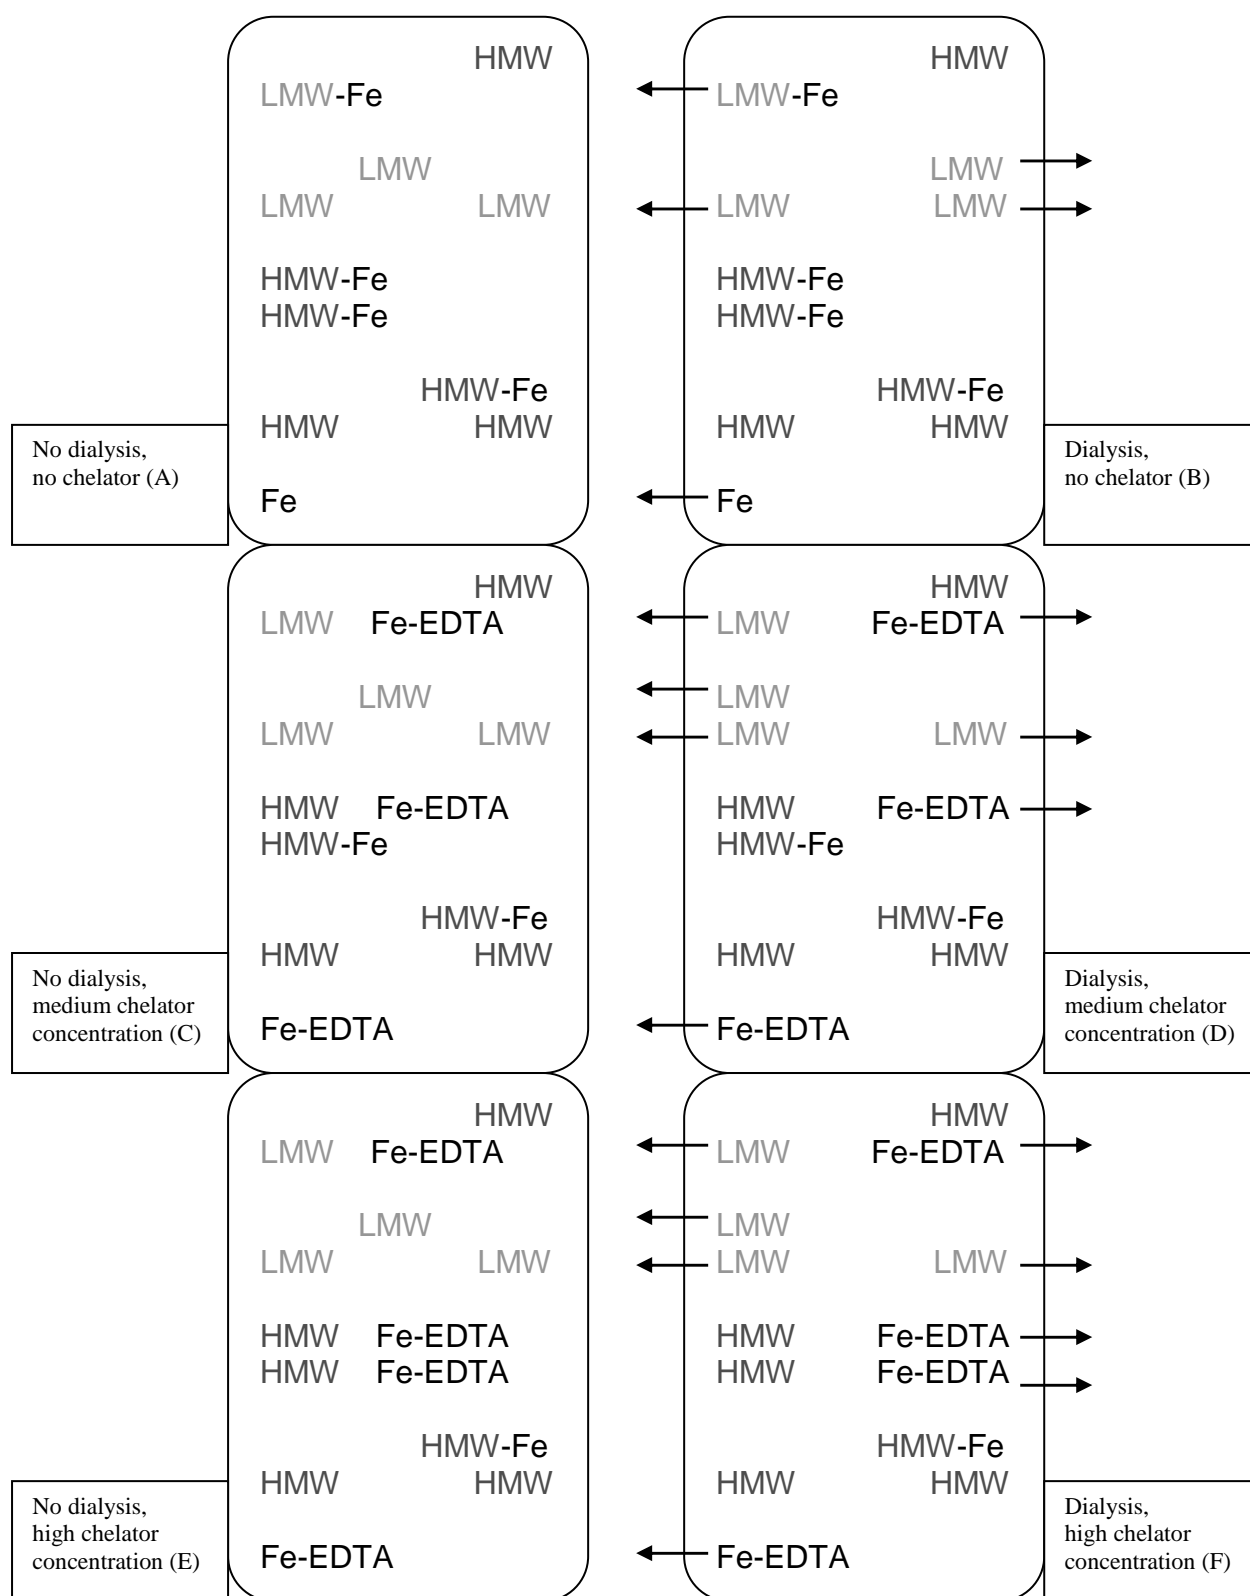 HMW
LMW-Fe
LMW
LMW LMW
HMW-Fe
HMW-Fe
HMW-Fe
HMW HMW
Fe
No dialysis,
no chelator (A)
HMW
LMW-Fe
LMW
LMW LMW
HMW-Fe
HMW-Fe
HMW-Fe
HMW HMW
Fe
Dialysis,
no chelator (B)
HMW
LMW Fe-EDTA
LMW
LMW LMW
HMW Fe-EDTA
HMW-Fe
HMW-Fe
HMW HMW
Fe-EDTA
No dialysis,
medium chelator
concentration (C)
HMW
LMW Fe-EDTA
LMW
LMW LMW
HMW Fe-EDTA
HMW-Fe
HMW-Fe
HMW HMW
Fe-EDTA
Dialysis,
medium chelator
concentration (D)
HMW
LMW Fe-EDTA
LMW
LMW LMW
HMW Fe-EDTA
HMW Fe-EDTA
HMW-Fe
HMW HMW
Fe-EDTA
No dialysis,
high chelator
concentration (E)
HMW
LMW Fe-EDTA
LMW
LMW LMW
HMW Fe-EDTA
HMW Fe-EDTA
HMW-Fe
HMW HMW
Fe-EDTA
Dialysis,
high chelator
concentration (F)